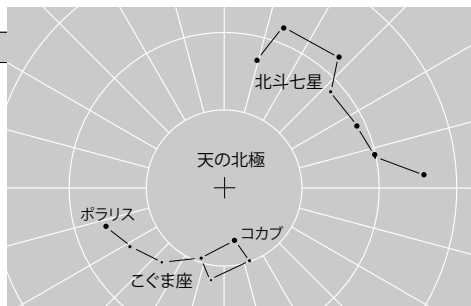 北斗七星
天の北極
ポラリス
コカブ
こぐま座